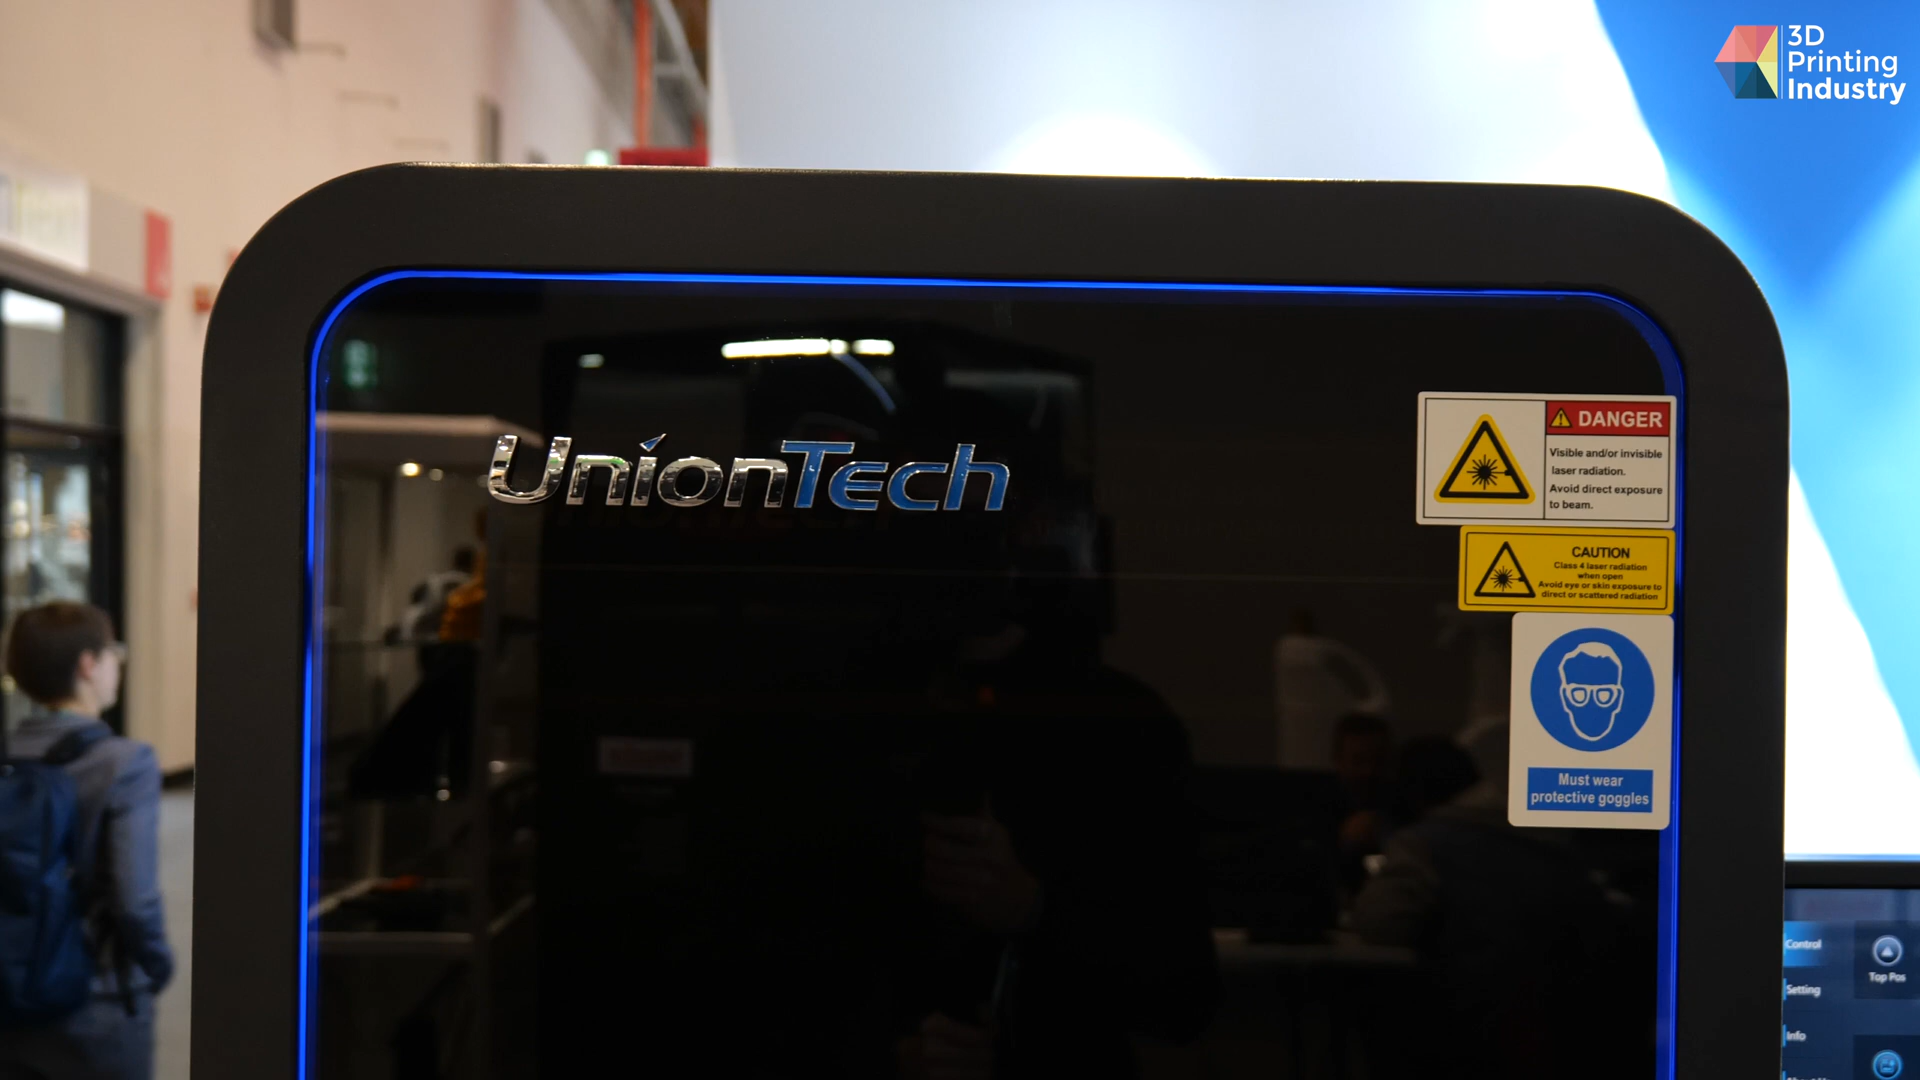 3D
Printing
Industry
UnionTech
DANGER
Visible and/or invisible
laser radiation.
Avoid direct exposure
to beam.
CAUTION
Class 4 laser radiation
when open
Avoid eye or skin exposure to
direct or scattered radiation
Must wear
protective goggles
Control
Top Pos
Setting
Info